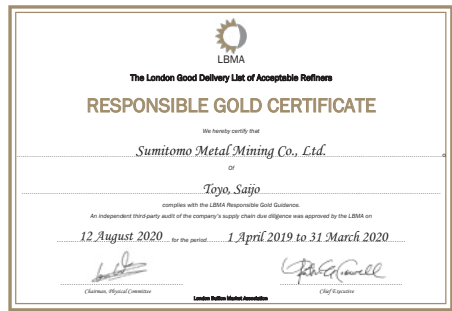 LBMA
The London Good Delivery List of Acceptable Refiners
RESPONSIBLE GOLD CERTIFICATE
We hereby certify that
Sumitomo Metal Mining Co., Ltd.
Of
Toyo, Saijo
complies with the LBMA Responsible Gold Guidance.
An independent third-party audit of the company's supply chain due diligence was approved by the LBMA on
12 August 2020 for the period 1 April 2019 to 31 March 2020
Chairman, Physical Committee Chief Executive
London Bullion Market Association